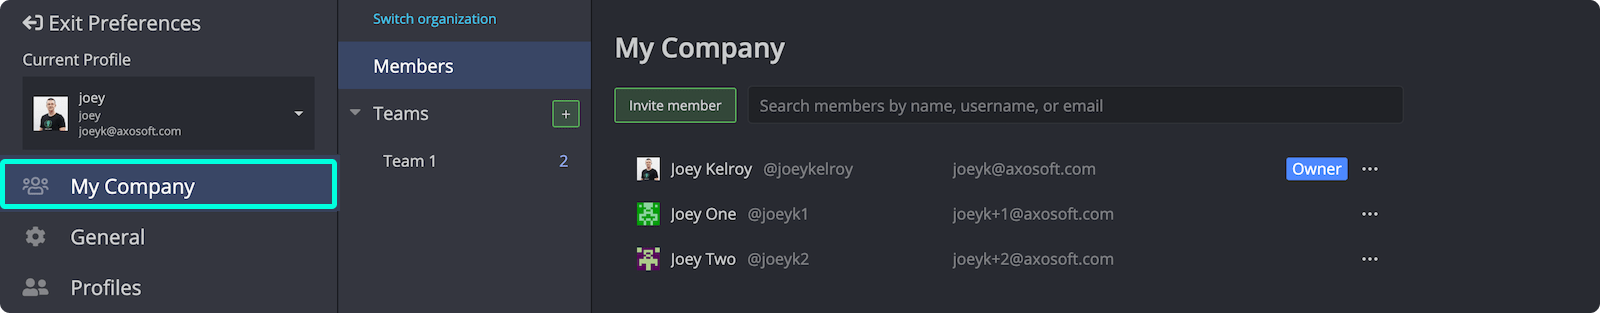 Exit Preferences
Current Profile
joey
joey
joeyk@axosoft.com
My Company
General
Profiles
Switch organization
Members
Teams
+
Team 1 2
My Company
Invite member
Search members by name, username, or email
Joey Kelroy @joeykelroy joeyk@axosoft.com Owner ...
Joey One @joeyk1 joeyk+1@axosoft.com ...
Joey Two @joeyk2 joeyk+2@axosoft.com ...